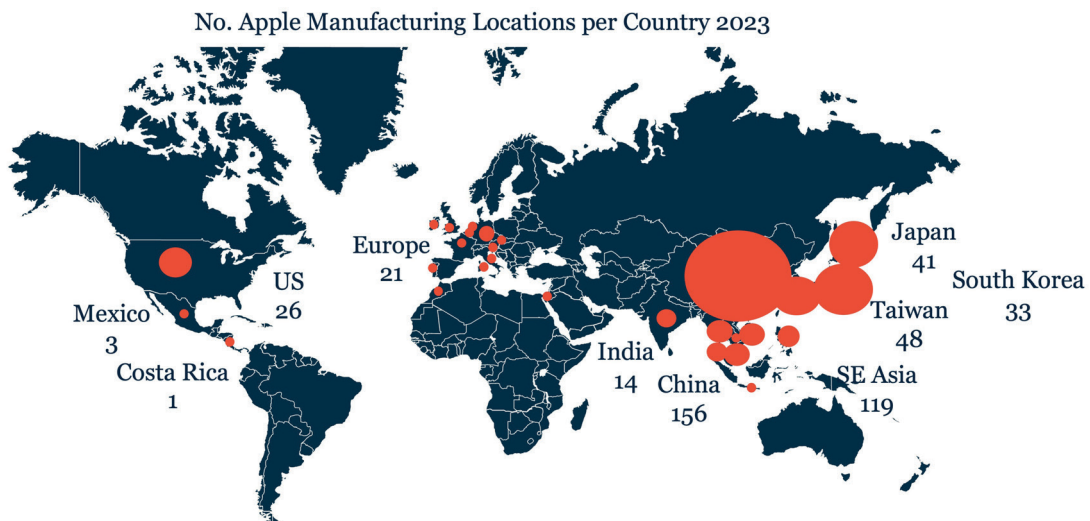 No. Apple Manufacturing Locations per Country 2023
US
26
Mexico
3
Costa Rica
1
Europe
21
India
14
China
156
SE Asia
119
Japan
41
Taiwan
48
South Korea
33